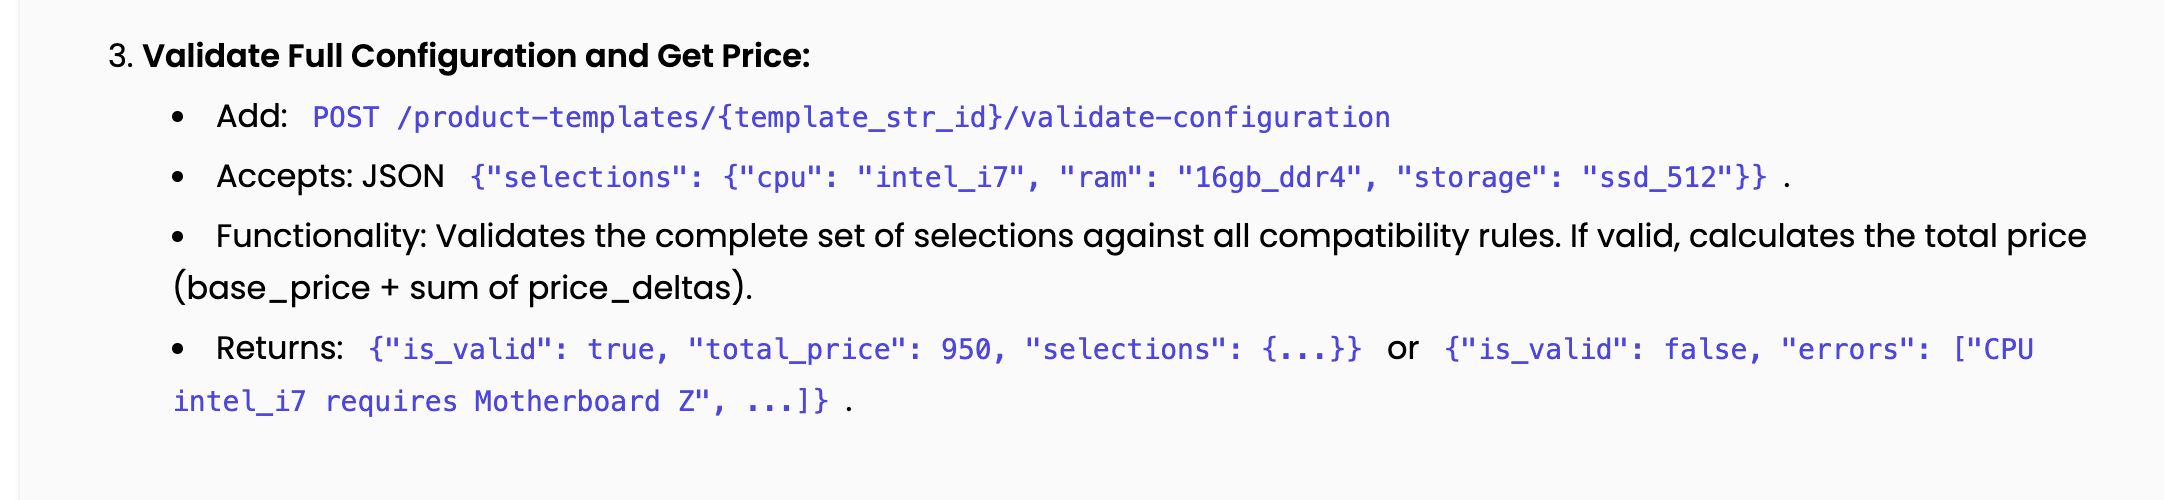 3. Validate Full Configuration and Get Price:
• Add: POST /product-templates/{template_str_id}/validate-configuration
• Accepts: JSON {"selections": {"cpu": "intel_i7", "ram": "16gb_ddr4", "storage": "ssd_512"}} .
• Functionality: Validates the complete set of selections against all compatibility rules. If valid, calculates the total price
(base_price + sum of price_deltas).
• Returns: {"is_valid": true, "total_price": 950, "selections": {...}} or {"is_valid": false, "errors": ["CPU
intel_i7 requires Motherboard Z", ...]} .